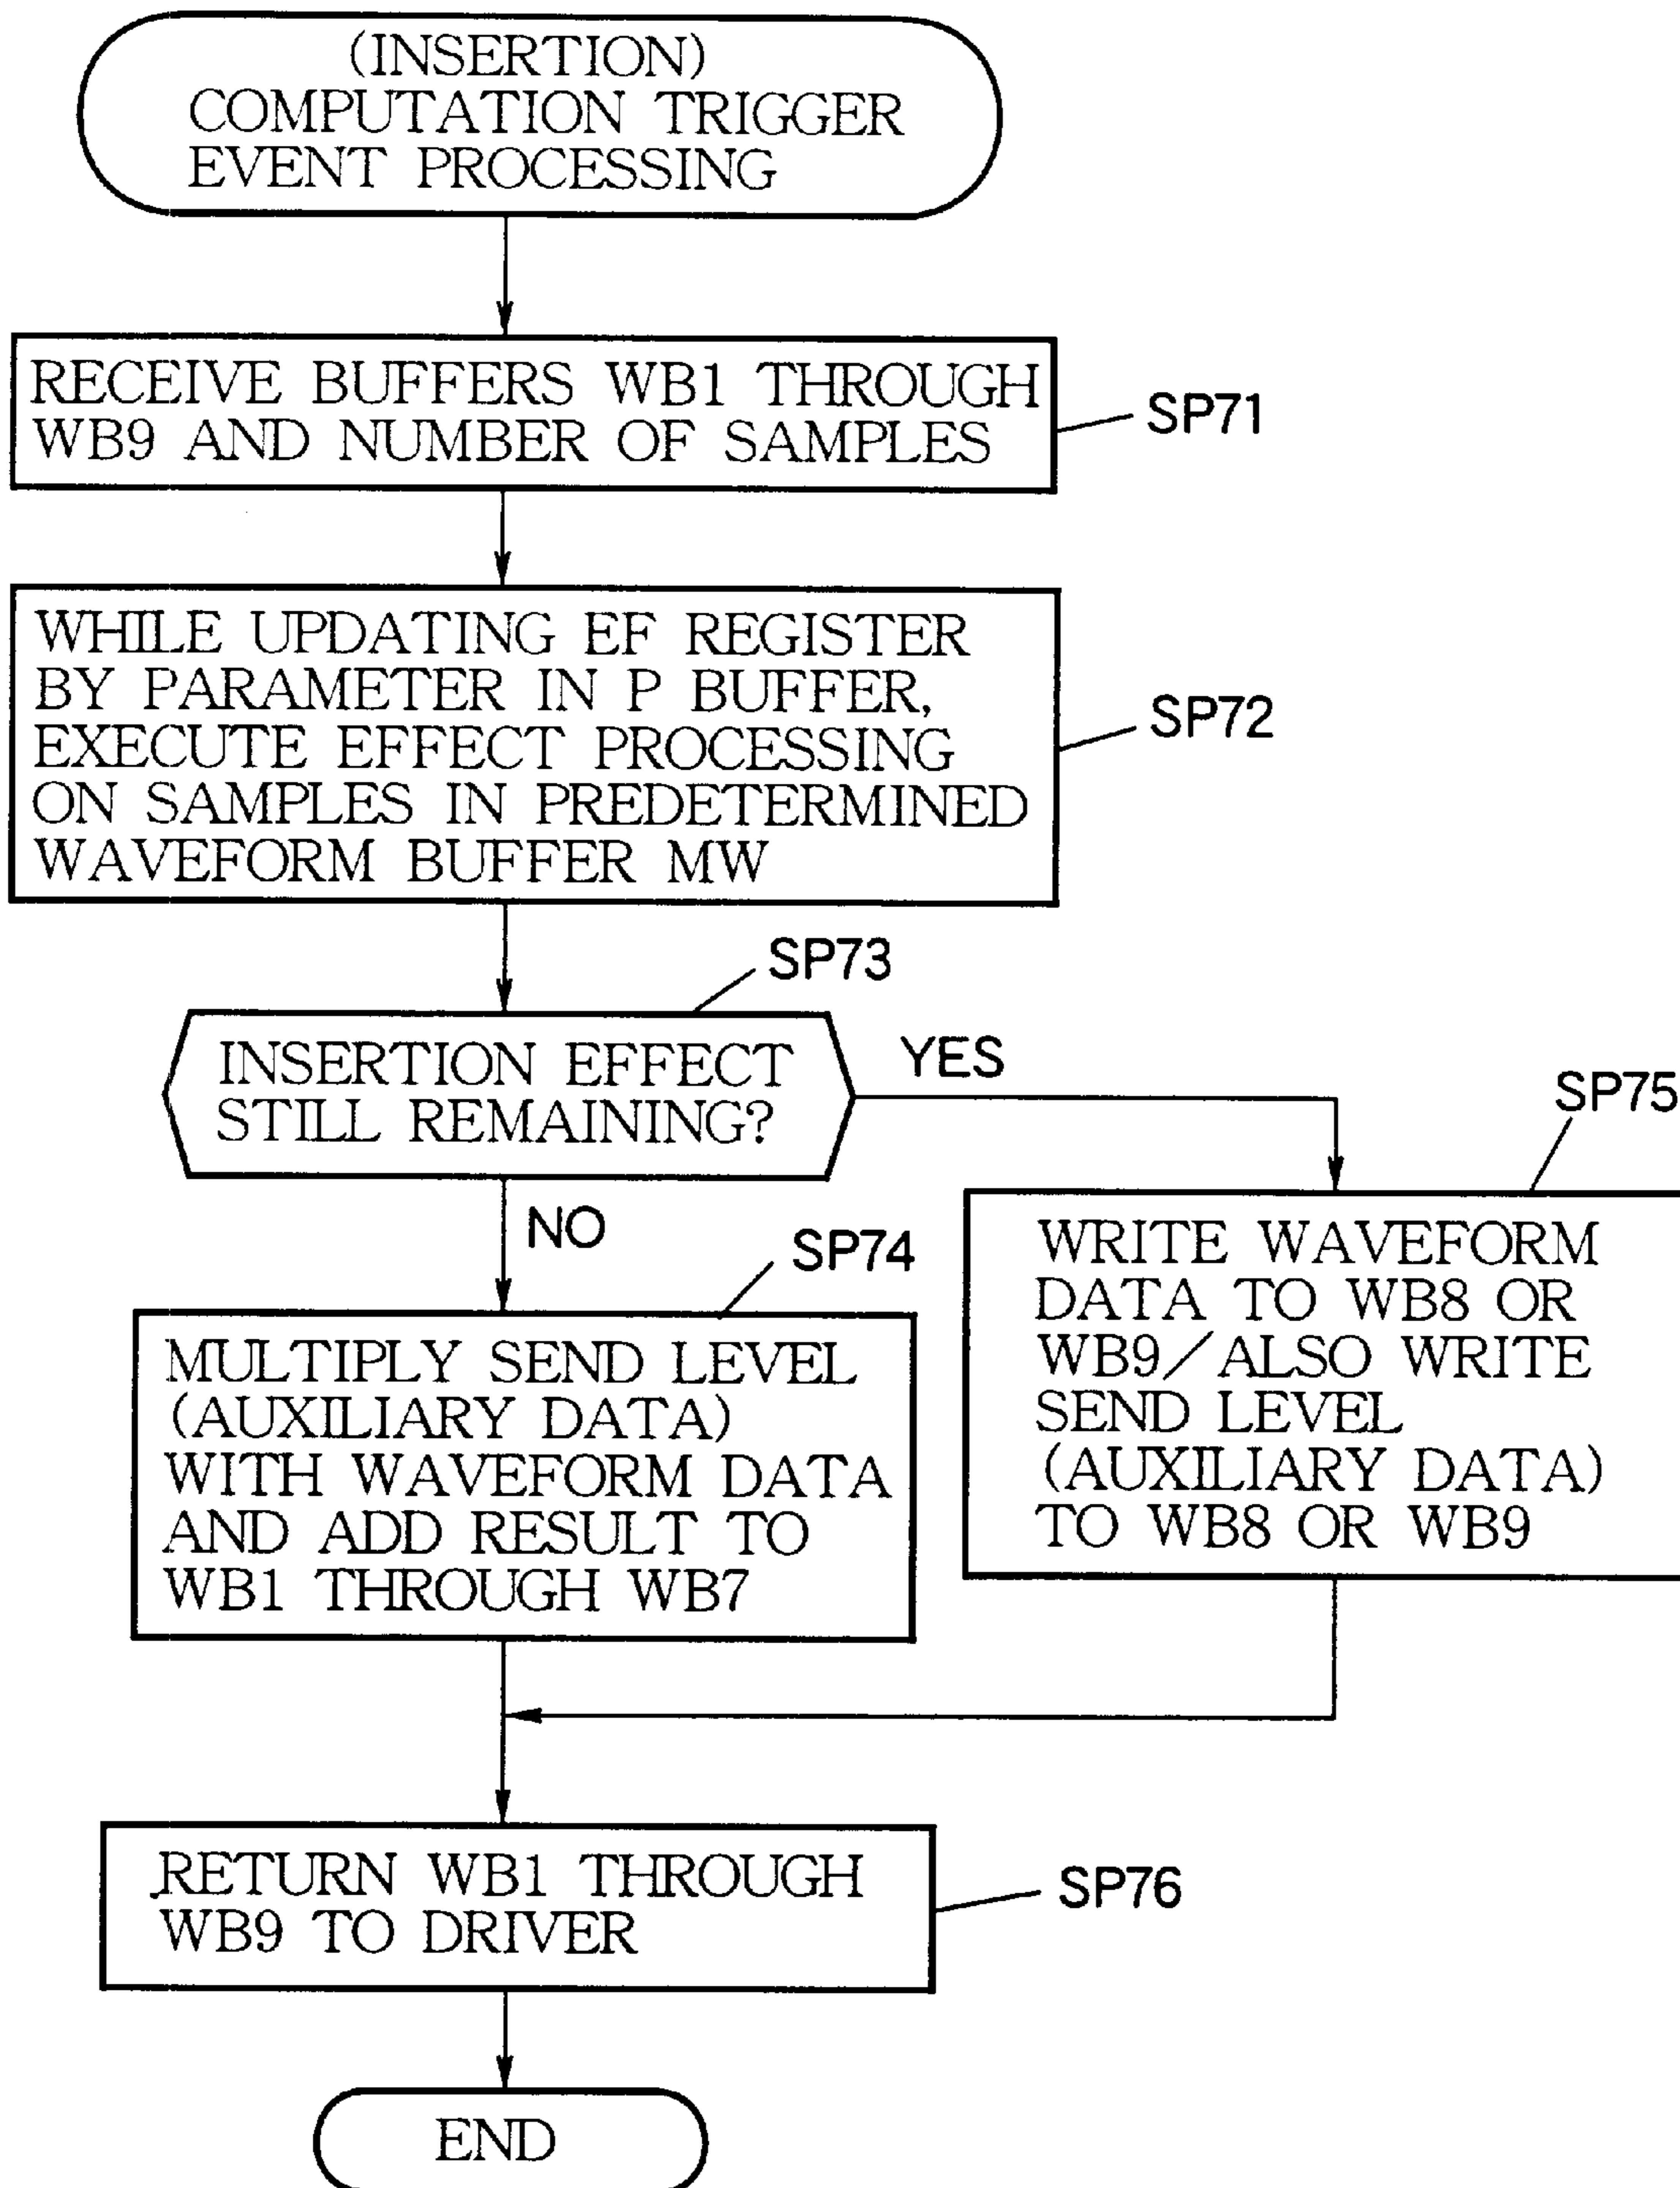 (INSERTION)
COMPUTATION TRIGGER
EVENT PROCESSING
RECEIVE BUFFERS WB1 THROUGH
WB9 AND NUMBER OF SAMPLES
SP71
WHILE UPDATING EF REGISTER
BY PARAMETER IN P BUFFER,
EXECUTE EFFECT PROCESSING
ON SAMPLES IN PREDETERMINED
WAVEFORM BUFFER MW
SP72
SP73
INSERTION EFFECT
STILL REMAINING?
YES
NO
SP74
MULTIPLY SEND LEVEL
(AUXILIARY DATA)
WITH WAVEFORM DATA
AND ADD RESULT TO
WB1 THROUGH WB7
SP75
WRITE WAVEFORM
DATA TO WB8 OR
WB9/ALSO WRITE
SEND LEVEL
(AUXILIARY DATA)
TO WB8 OR WB9
RETURN WB1 THROUGH
WB9 TO DRIVER
SP76
END